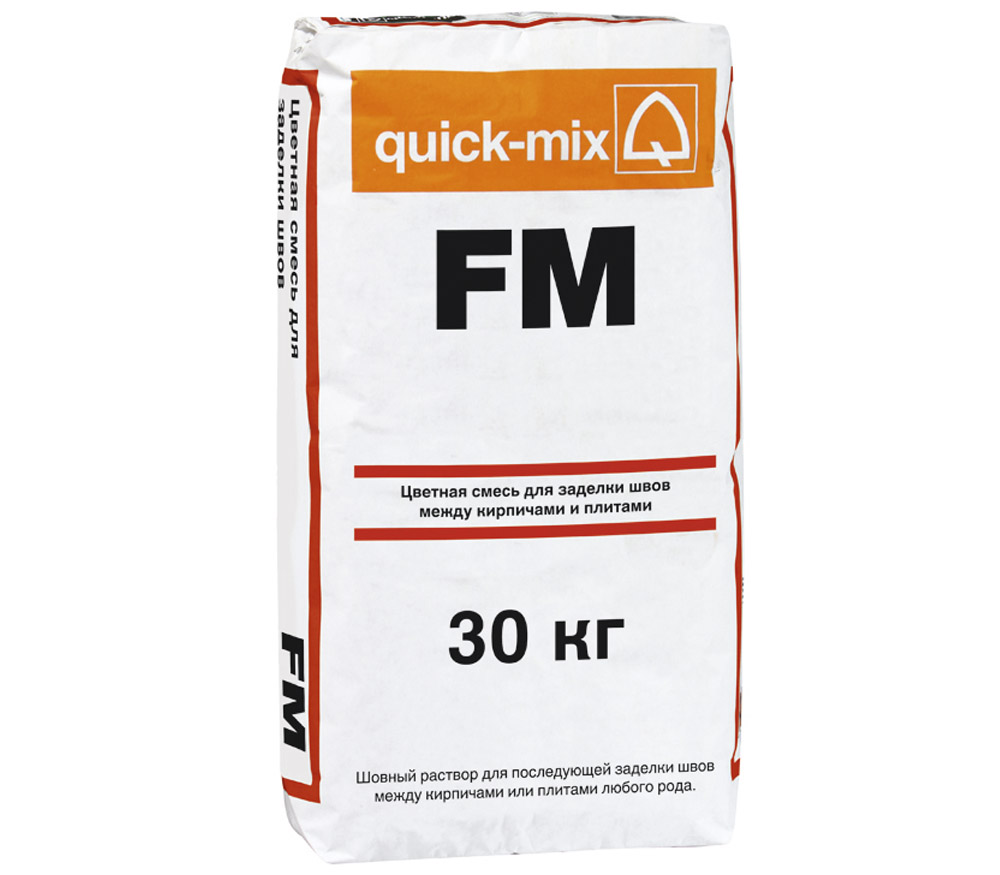 quick-mix
FM
Цветная смесь для заделки швов
между кирпичами и плитами
30 кг
Шовный раствор для последующей заделки швов
между кирпичами или плитами любого рода.
Цветная смесь для
заделки швов
FM